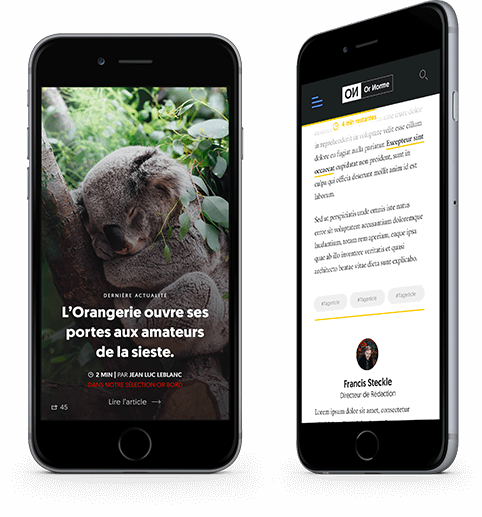 DERNIÈRE ACTUALITÉ
L'Orangerie ouvre ses
portes aux amateurs
de la sieste.
2 MIN | PAR JEAN LUC LEBLANC
DANS NOTRE SÉLECTION OR BORD
Lire l'article
45
ON Or Norme
4 min restantes
in reprehenderit in voluptate velit esse cillum
dolore eu fugiat nulla pariatur. Excepteur sint
occaecat cupidatat non proident, sunt in
culpa qui officia deserunt mollit anim id est
laborum.
Sed ut perspiciatis unde omnis iste natus
error sit voluptatem accusantium doloremque
laudantium, totam rem aperiam, eaque ipsa
quae ab illo inventore veritatis et quasi
architecto beatae vitae dicta sunt explicabo.
#Tagarticle #Tagarticle #Tagarticle
Francis Steckle
Directeur de Rédaction
Lorem ipsum dolor sit amet, consectetur